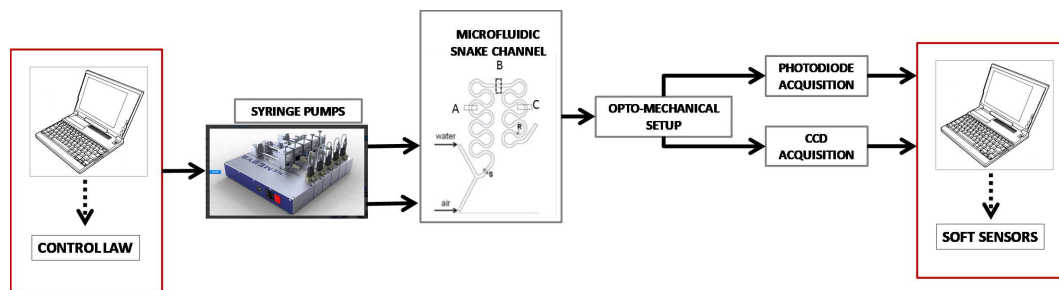 CONTROL LAW
SYRINGE PUMPS
MICROFLUIDIC
SNAKE CHANNEL
B
A
C
R
water
S
air
OPTO-MECHANICAL
SETUP
PHOTODIODE
ACQUISITION
CCD
ACQUISITION
SOFT SENSORS